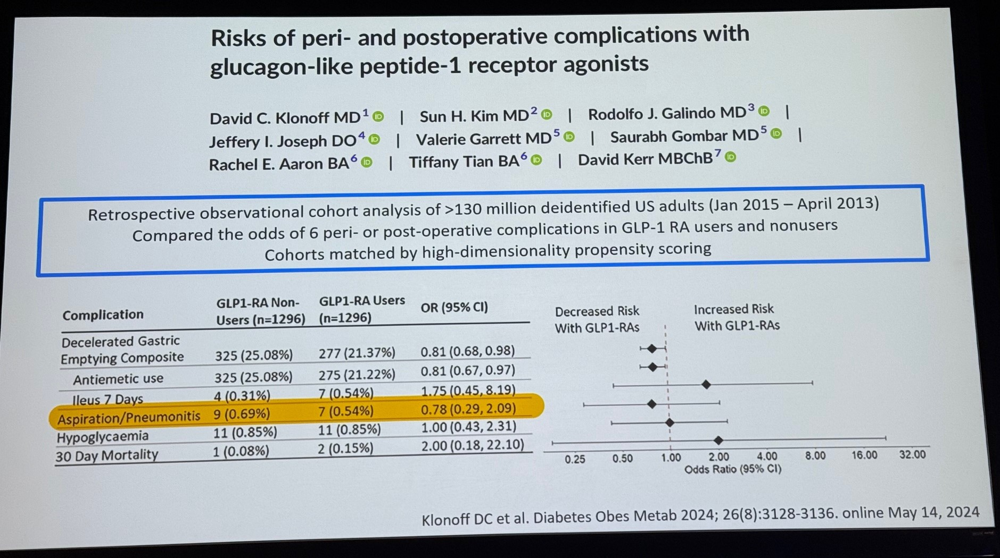 Risks of peri- and postoperative complications with
glucagon-like peptide-1 receptor agonists
David C. Klonoff MD1 iD | Sun H. Kim MD2 iD | Rodolfo J. Galindo MD3 iD |
Jeffery I. Joseph DO4 iD | Valerie Garrett MD5 iD | Saurabh Gombar MD5 iD |
Rachel E. Aaron BA6 iD | Tiffany Tian BA6 iD | David Kerr MBChB7 iD
Retrospective observational cohort analysis of >130 million deidentified US adults (Jan 2015 – April 2013)
Compared the odds of 6 peri- or post-operative complications in GLP-1 RA users and nonusers
Cohorts matched by high-dimensionality propensity scoring
Complication GLP1-RA Non-Users (n=1296) GLP1-RA Users (n=1296) OR (95% CI)
Decelerated Gastric
Emptying Composite 325 (25.08%) 277 (21.37%) 0.81 (0.68, 0.98)
Antiemetic use 325 (25.08%) 275 (21.22%) 0.81 (0.67, 0.97)
Ileus 7 Days 4 (0.31%) 7 (0.54%) 1.75 (0.45, 8.19)
Aspiration/Pneumonitis 9 (0.69%) 7 (0.54%) 0.78 (0.29, 2.09)
Hypoglycaemia 11 (0.85%) 11 (0.85%) 1.00 (0.43, 2.31)
30 Day Mortality 1 (0.08%) 2 (0.15%) 2.00 (0.18, 22.10)
Decreased Risk
With GLP1-RAs
Increased Risk
With GLP1-RAs
0.25 0.50 1.00 2.00 4.00 8.00 16.00 32.00
Odds Ratio (95% CI)
Klonoff DC et al. Diabetes Obes Metab 2024; 26(8):3128-3136. online May 14, 2024